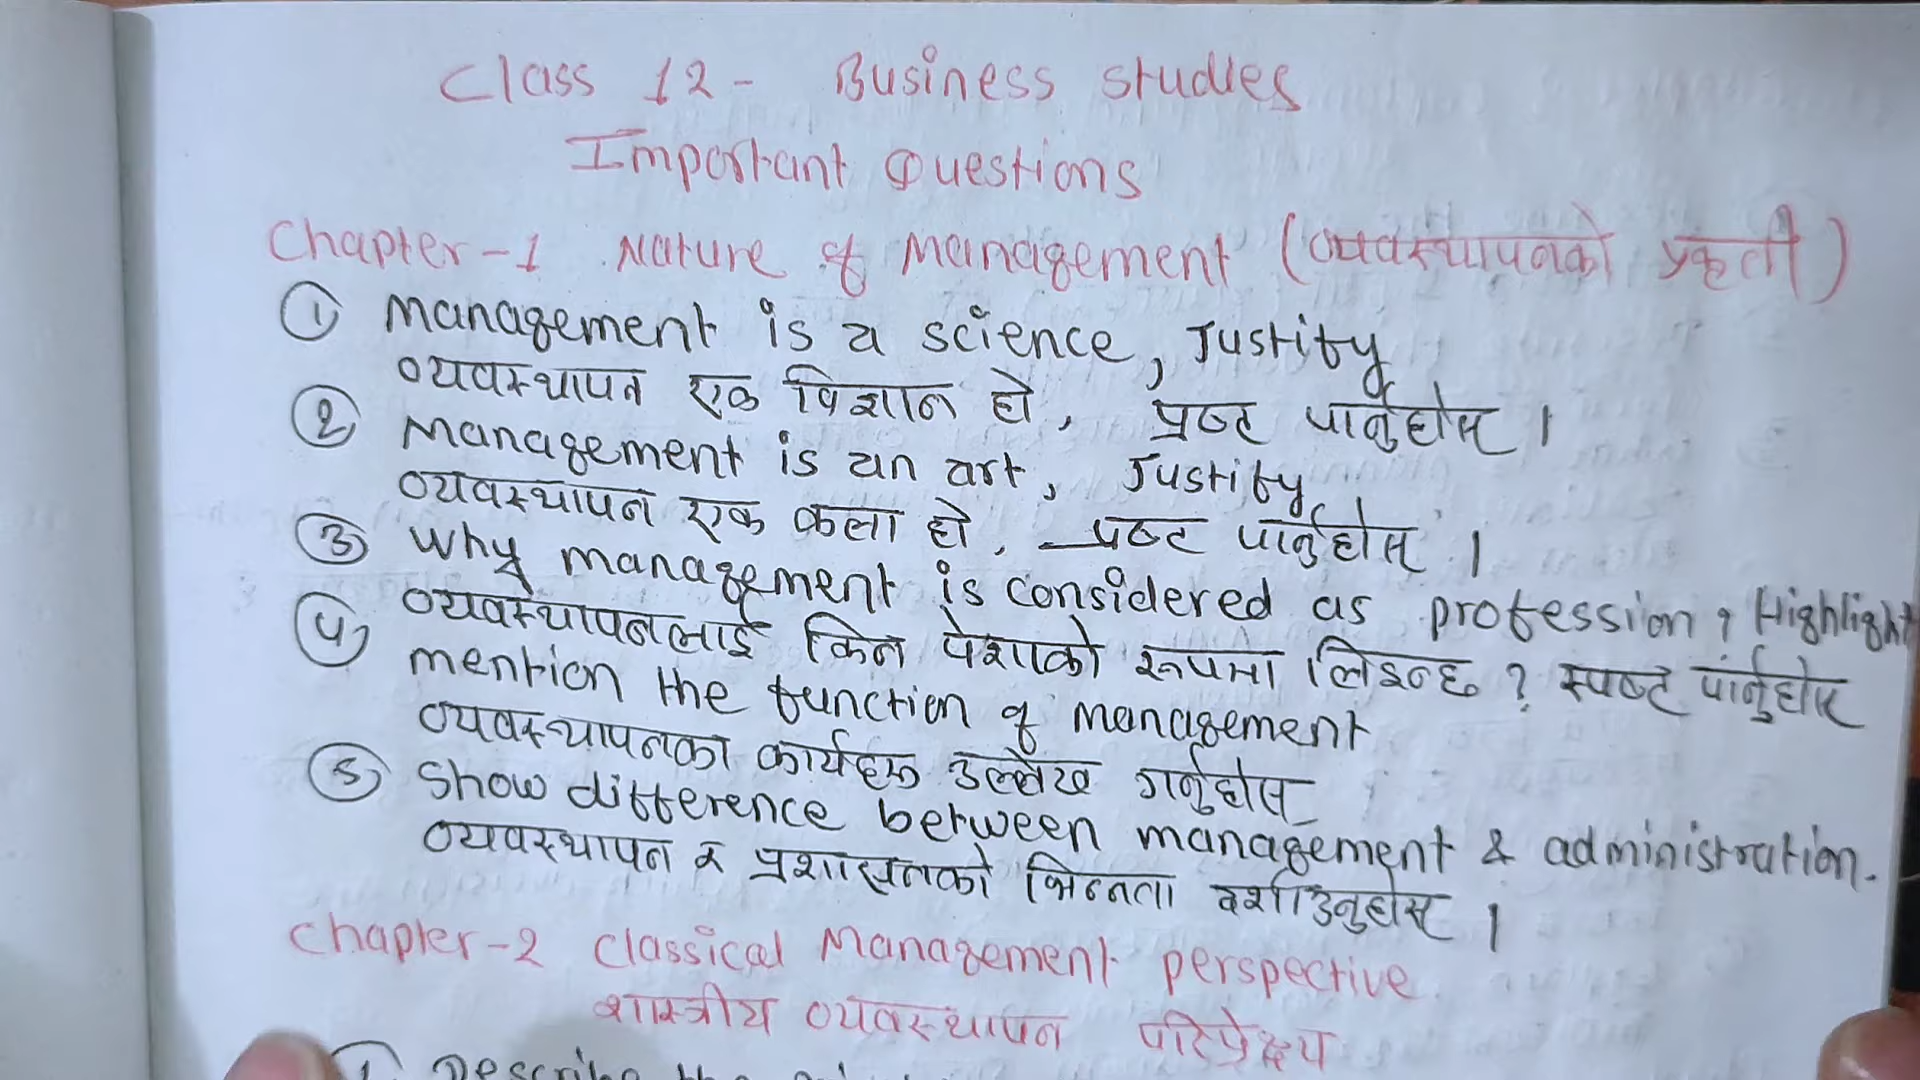 Class 12 - Business studies
Important Questions
Chapter-1 Nature of Management (व्यवस्थापनको प्रकृती)
① Management is a science, Justify
व्यवस्थापन एक विज्ञान हो, प्रष्ट पार्नुहोस ।
② Management is an art, Justify
व्यवस्थापन एक कला हो, प्रष्ट पार्नुहोस ।
③ Why management is considered as profession ? Highlight
व्यवस्थापनलाई किन पेशाको रूपमा लिइन्छ ? स्पष्ट पार्नुहोस
④ mention the function of management
व्यवस्थापनका कार्यहरू उल्लेख गर्नुहोस
⑤ Show difference between management & administration.
व्यवस्थापन र प्रशासनको भिन्नता दर्शाउनुहोस् ।
Chapter-2 Classical Management perspective
शास्त्रीय व्यवस्थापन परिप्रेक्ष्य
1. Describe the